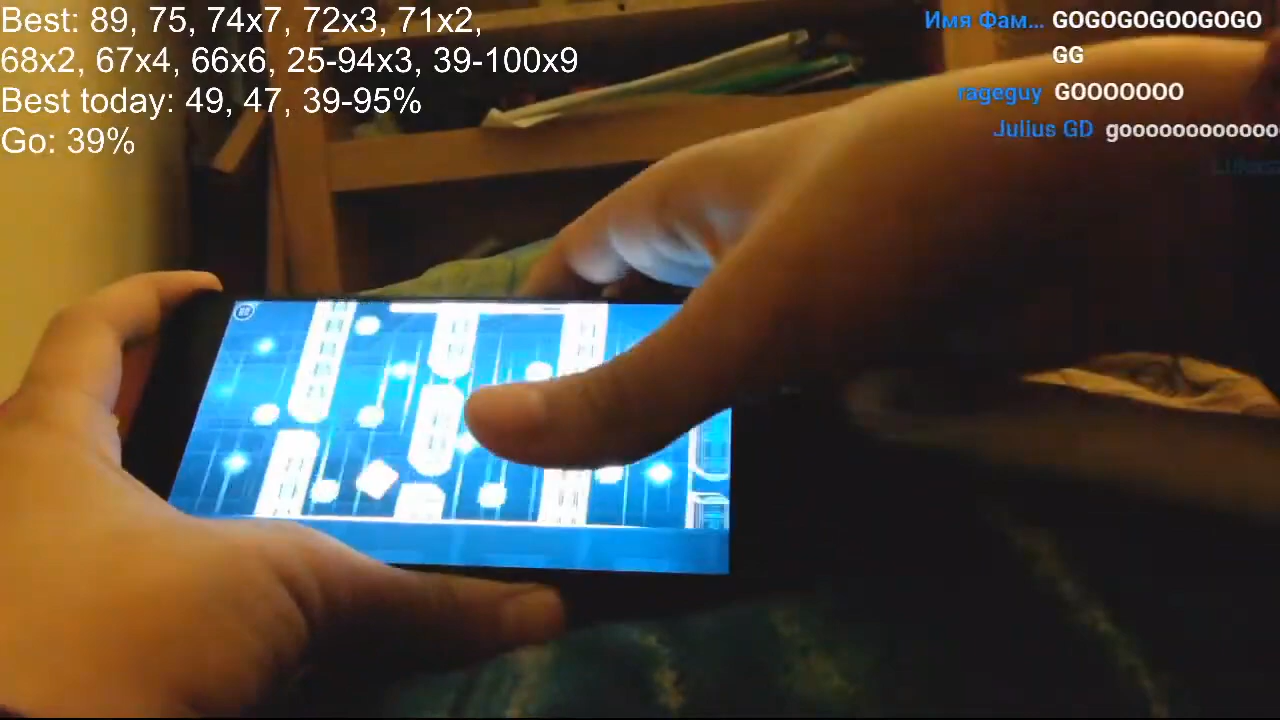 Best: 89, 75, 74x7, 72x3, 71x2,
68x2, 67x4, 66x6, 25-94x3, 39-100x9
Best today: 49, 47, 39-95%
Go: 39%
Имя Фам... GOGOGOGOOGOGO
GG
rageguy GOOOOOOO
Julius GD goooooooooooo